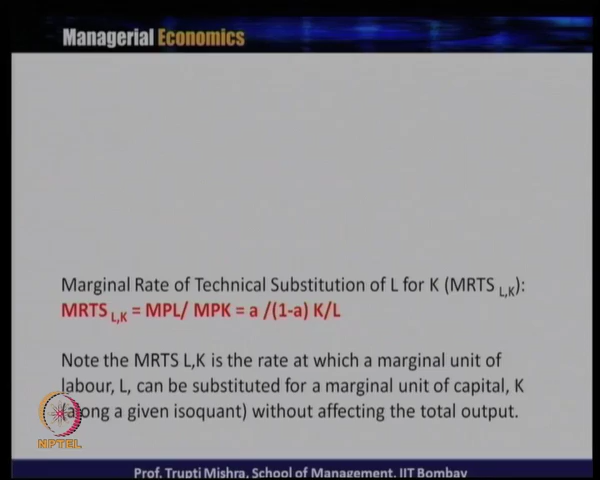 Managerial Economics
Marginal Rate of Technical Substitution of L for K (MRTS L,K):
MRTS L,K = MPL/ MPK = a /(1-a) K/L
Note the MRTS L,K is the rate at which a marginal unit of
labour, L, can be substituted for a marginal unit of capital, K
(along a given isoquant) without affecting the total output.
NPTEL
Prof. Trupti Mishra, School of Management, IIT Bombay